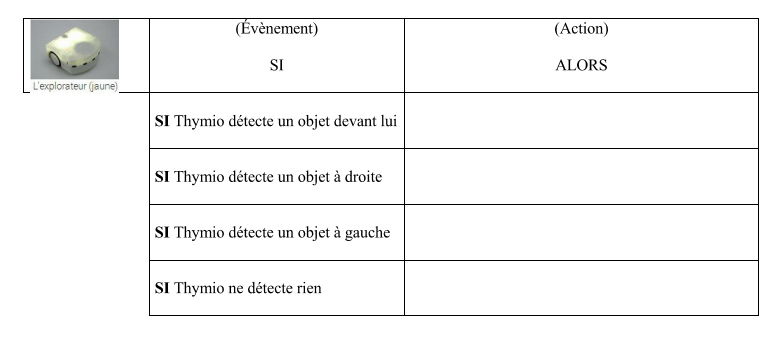 (Évènement)
(Action)
SI
ALORS
L'explorateur (jaune)
SI Thymio détecte un objet devant lui
SI Thymio détecte un objet à droite
SI Thymio détecte un objet à gauche
SI Thymio ne détecte rien